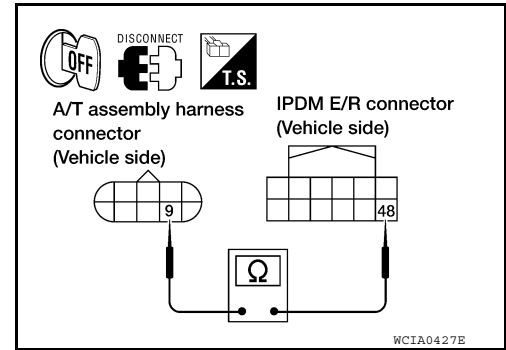 OFF
DISCONNECT
T.S.
A/T assembly harness
connector
(Vehicle side)
IPDM E/R connector
(Vehicle side)
9
48
Ω
WCIA0427E